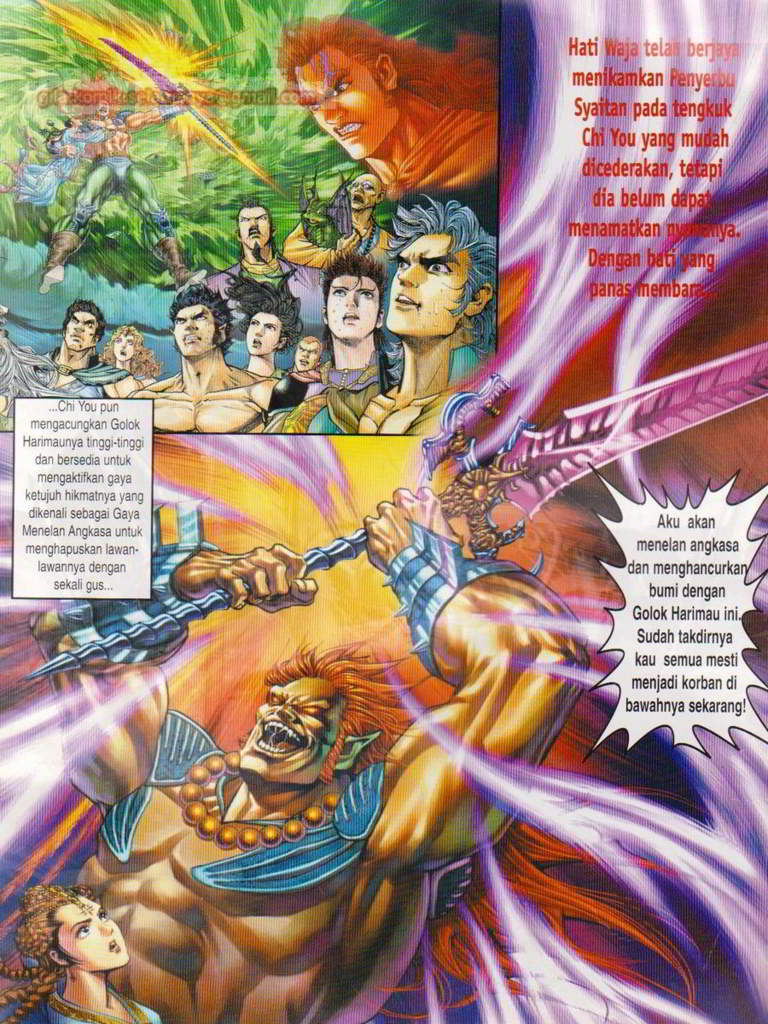 Hati Waja telah berjaya
menikamkan Penyerbu
Syaitan pada tengkuk
Chi You yang mudah
dicederakan, tetapi
dia belum dapat
menamatkan nyawanya.
Dengan hati yang
panas membara...
...Chi You pun
mengacungkan Golok
Harimaunya tinggi-tinggi
dan bersedia untuk
mengaktifkan gaya
ketujuh hikmatnya yang
dikenali sebagai Gaya
Menelan Angkasa untuk
menghapuskan lawan-
lawannya dengan
sekali gus...
Aku akan
menelan angkasa
dan menghancurkan
bumi dengan
Golok Harimau ini.
Sudah takdirnya
kau semua mesti
menjadi korban di
bawahnya sekarang!